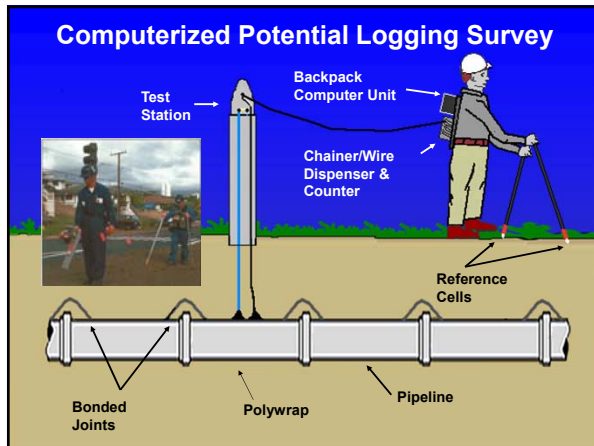 Computerized Potential Logging Survey
Test
Station
Backpack
Computer Unit
Chainer/Wire
Dispenser &
Counter
Reference
Cells
Bonded
Joints
Polywrap
Pipeline